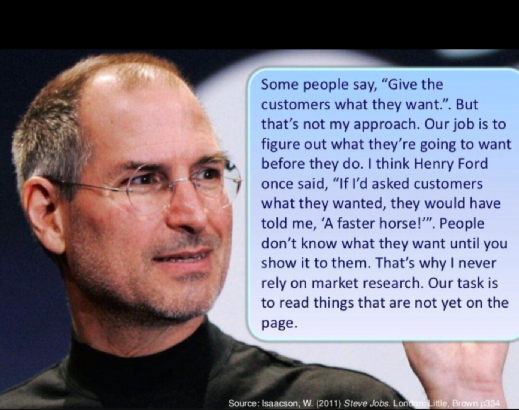 Some people say, “Give the
customers what they want.”. But
that’s not my approach. Our job is to
figure out what they’re going to want
before they do. I think Henry Ford
once said, “If I’d asked customers
what they wanted, they would have
told me, ‘A faster horse!’”. People
don’t know what they want until you
show it to them. That’s why I never
rely on market research. Our task is
to read things that are not yet on the
page.
Source: Isaacson, W. (2011) Steve Jobs. London, Little, Brown p354